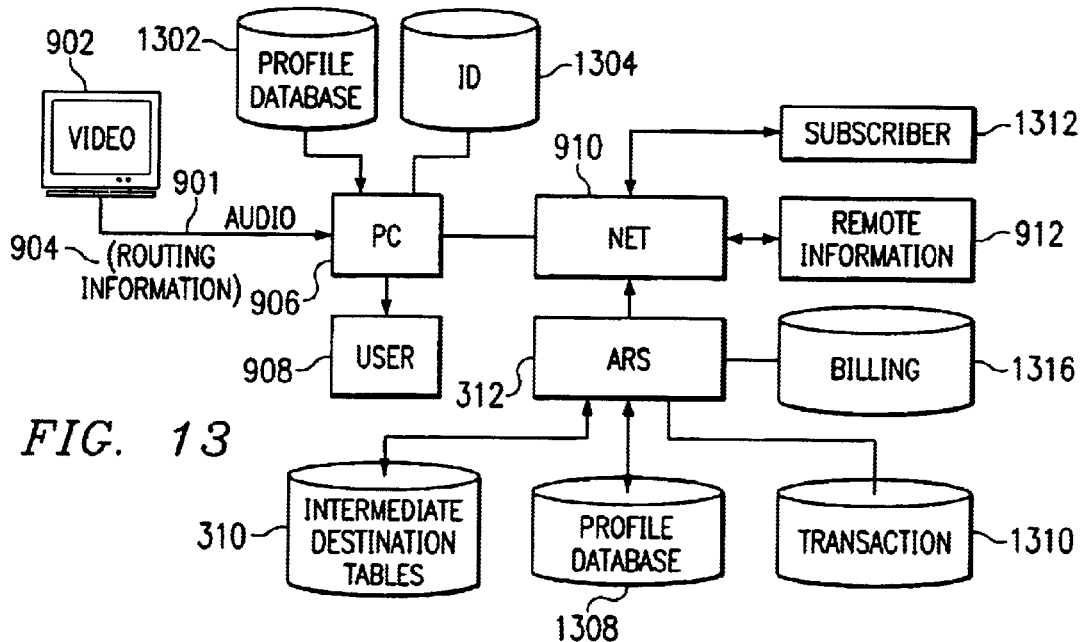 902
1302
PROFILE
DATABASE
ID
1304
VIDEO
901
AUDIO
904
(ROUTING
INFORMATION)
PC
906
910
NET
SUBSCRIBER
1312
REMOTE
INFORMATION
912
USER
908
ARS
312
BILLING
1316
FIG. 13
INTERMEDIATE
DESTINATION
TABLES
310
PROFILE
DATABASE
1308
TRANSACTION
1310